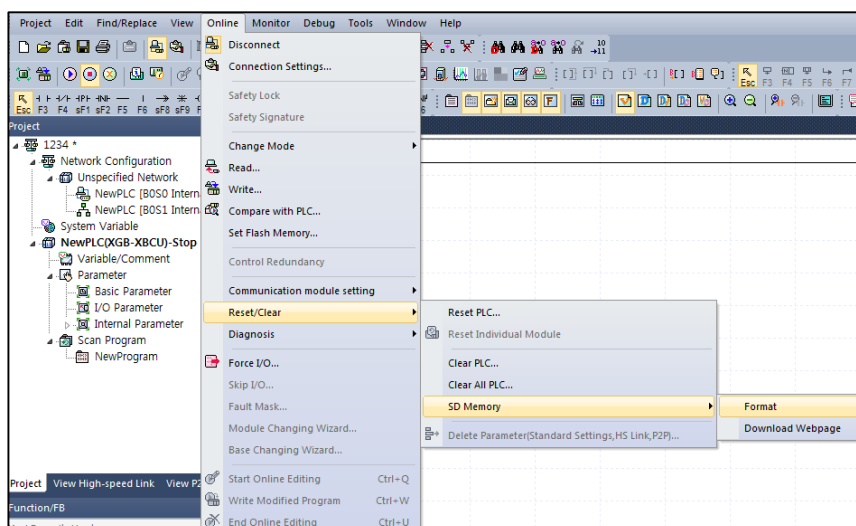 Project Edit Find/Replace View Online Monitor Debug Tools Window Help
Disconnect
Connection Settings...
Safety Lock
Safety Signature
Change Mode
Read...
Write...
Compare with PLC...
Set Flash Memory...
Control Redundancy
Communication module setting
Reset/Clear
Diagnosis
Force I/O...
Skip I/O...
Fault Mask...
Module Changing Wizard...
Base Changing Wizard...
Start Online Editing Ctrl+Q
Write Modified Program Ctrl+W
End Online Editing Ctrl+U
Reset PLC...
Reset Individual Module
Clear PLC...
Clear All PLC...
SD Memory
Delete Parameter(Standard Settings,HS Link,P2P)...
Format
Download Webpage
Esc F3 F4 F5 F6 F7
Esc F3 F4 sF1 sF2 F5 F6 sF8 sF9
Project
1234 *
Network Configuration
Unspecified Network
NewPLC [B0S0 Intern
NewPLC [B0S1 Intern
System Variable
NewPLC(XGB-XBCU)-Stop
Variable/Comment
Parameter
Basic Parameter
I/O Parameter
Internal Parameter
Scan Program
NewProgram
Project View High-speed Link View P2
Function/FB